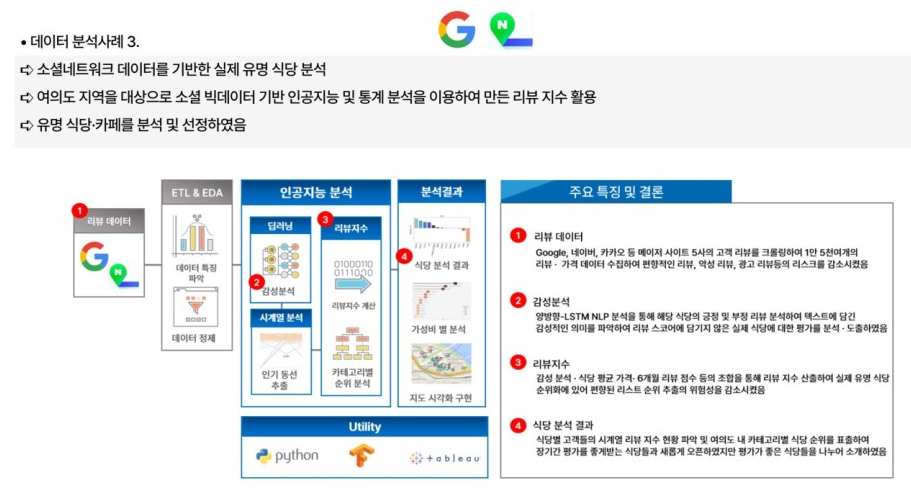 • 데이터 분석사례 3.
➪ 소셜네트워크 데이터를 기반한 실제 유명 식당 분석
➪ 여의도 지역을 대상으로 소셜 빅데이터 기반 인공지능 및 통계 분석을 이용하여 만든 리뷰 지수 활용
➪ 유명 식당·카페를 분석 및 선정하였음
1
리뷰 데이터
N
ETL & EDA
데이터 특징
파악
데이터 정제
인공지능 분석
딥러닝
2
감성분석
시계열 분석
인기 동선
추출
3
리뷰지수
01000110
0111010
리뷰지수 계산
카테고리별
순위 분석
분석결과
4
식당 분석 결과
가성비 별 분석
지도 시각화 구현
Utility
python
+ a b l e a u
주요 특징 및 결론
1 리뷰 데이터
Google, 네이버, 카카오 등 메이저 사이트 5사의 고객 리뷰를 크롤링하여 1만 5천여개의
리뷰 · 가격 데이터 수집하여 편향적인 리뷰, 악성 리뷰, 광고 리뷰등의 리스크를 감소시켰음
2 감성분석
양방향-LSTM NLP 분석을 통해 해당 식당의 긍정 및 부정 리뷰 분석하여 텍스트에 담긴
감성적인 의미를 파악하여 리뷰 스코어에 담기지 않은 실제 식당에 대한 평가를 분석 · 도출하였음
3 리뷰지수
감성 분석 · 식당 평균 가격· 6개월 리뷰 점수 등의 조합을 통해 리뷰 지수 산출하여 실제 유명 식당
순위화에 있어 편향된 리스트 순위 추출의 위험성을 감소시켰음
4 식당 분석 결과
식당별 고객들의 시계열 리뷰 지수 현황 파악 및 여의도 내 카테고리별 식당 순위를 표출하여
장기간 평가를 좋게받는 식당들과 새롭게 오픈하였지만 평가가 좋은 식당들을 나누어 소개하였음